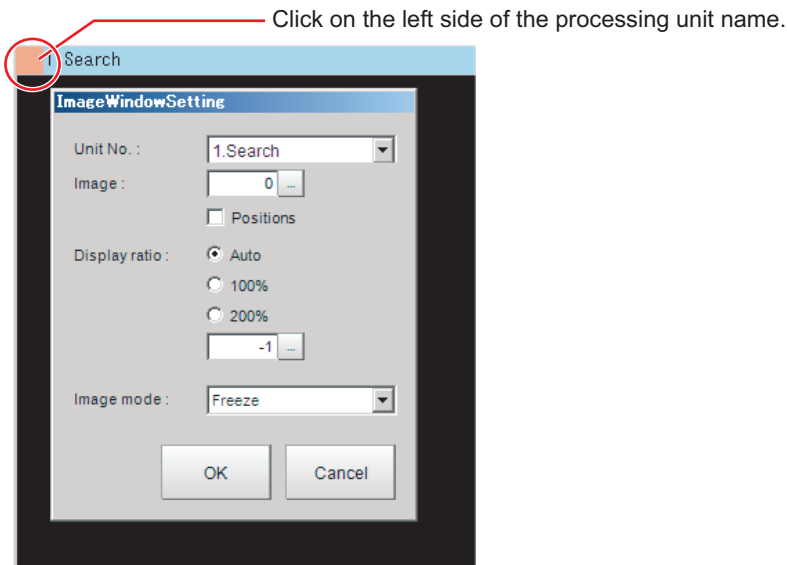 Click on the left side of the processing unit name.
1 Search
ImageWindowSetting
Unit No. : 1.Search
Image : 0 ...
Positions
Display ratio : Auto
100%
200%
-1 ...
Image mode : Freeze
OK Cancel